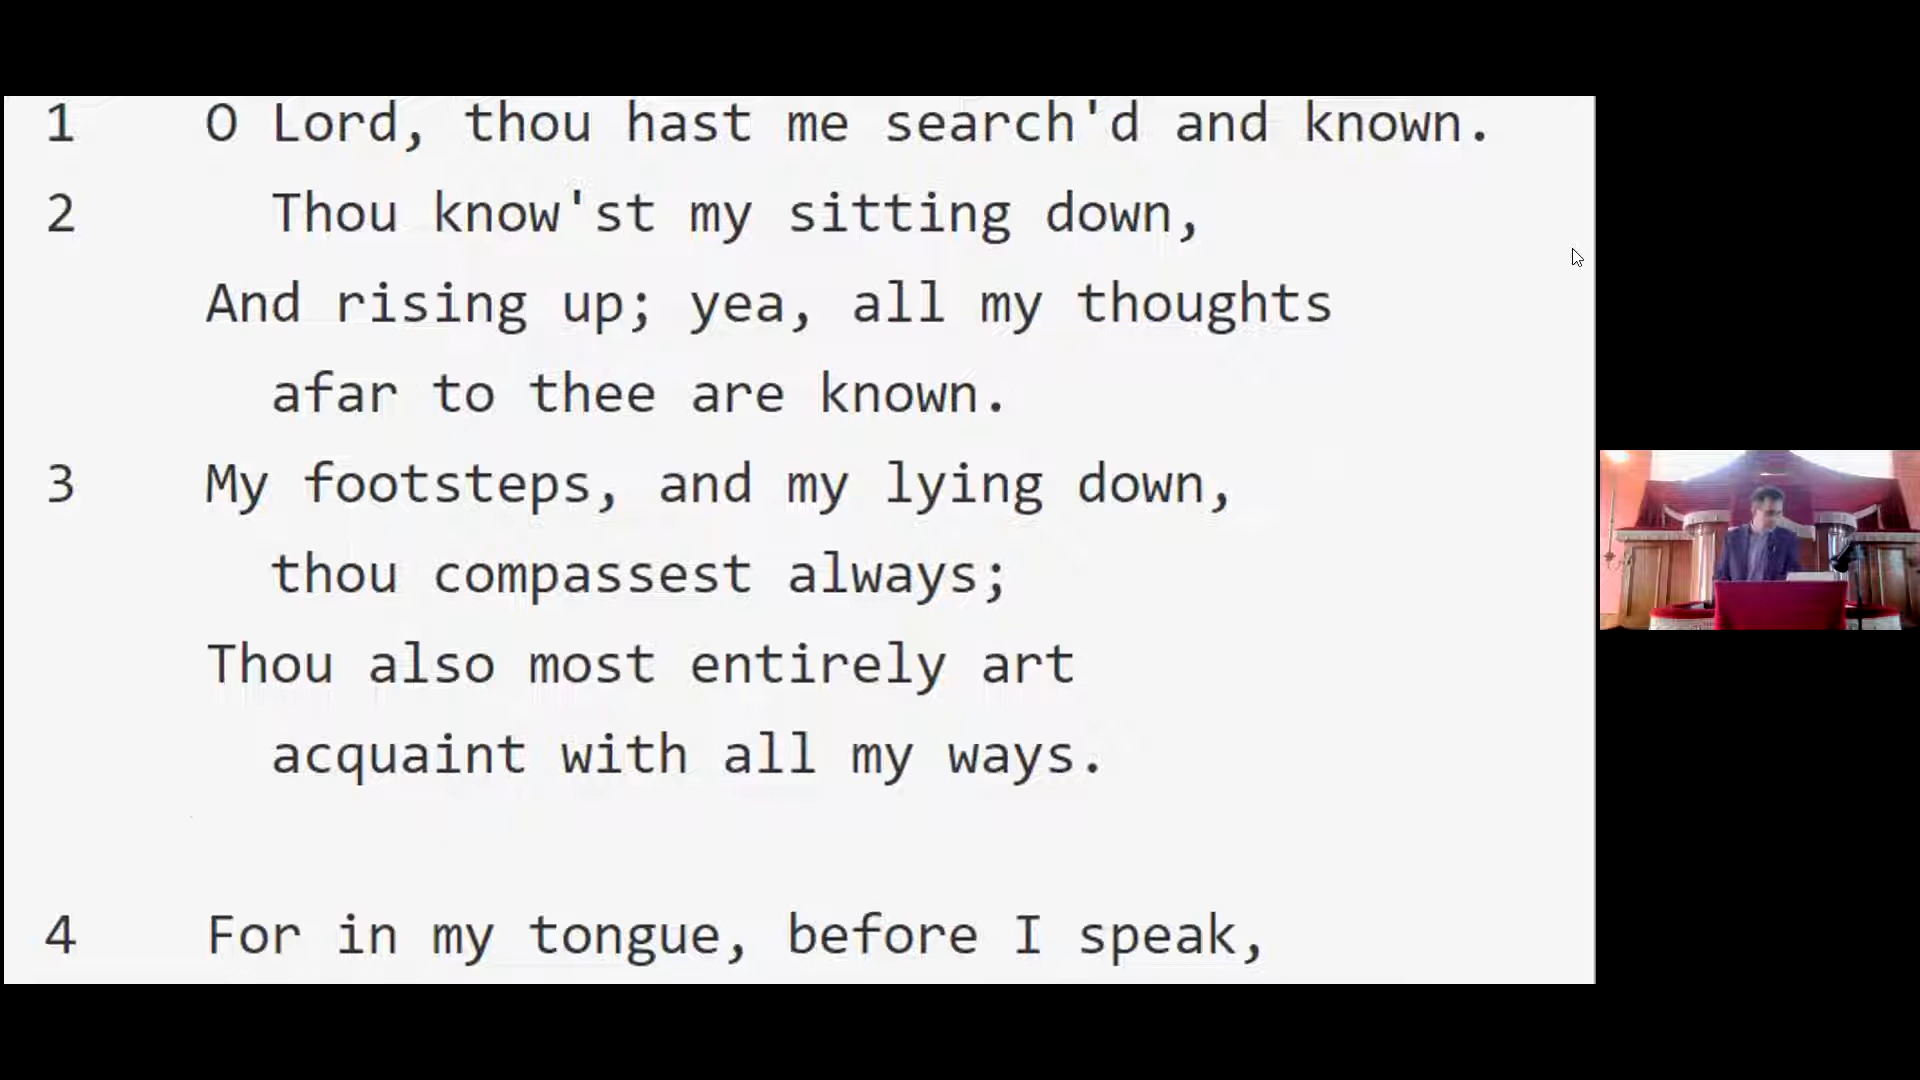 1 O Lord, thou hast me search'd and known.
2 Thou know'st my sitting down,
And rising up; yea, all my thoughts
afar to thee are known.
3 My footsteps, and my lying down,
thou compassest always;
Thou also most entirely art
acquaint with all my ways.
4 For in my tongue, before I speak,